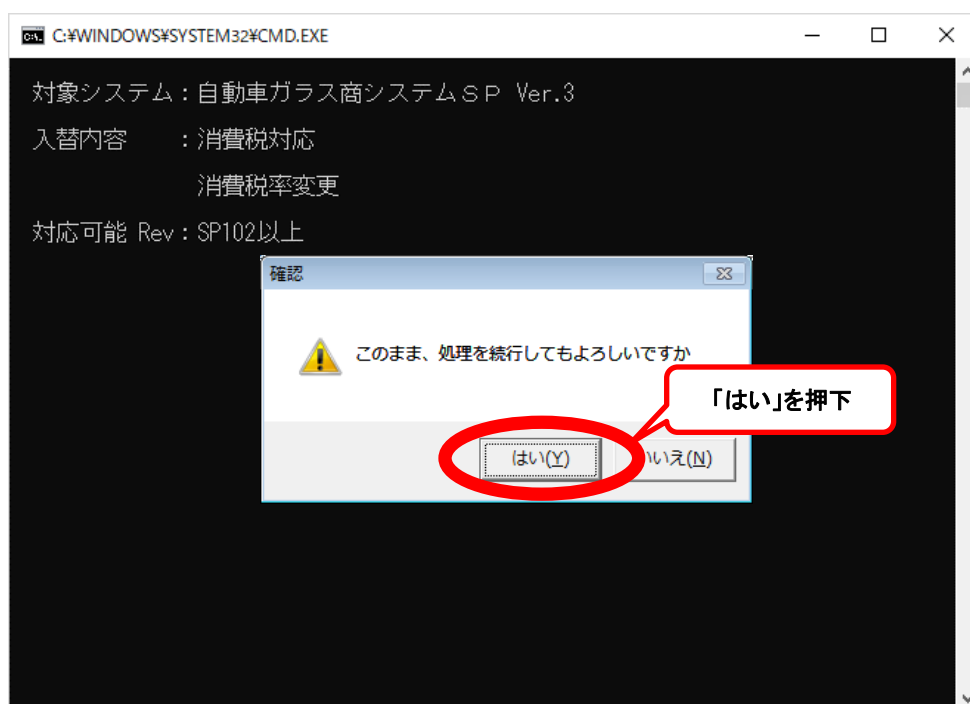 C:¥WINDOWS¥SYSTEM32¥CMD.EXE
対象システム：自動車ガラス商システムＳＰ Ver.3
入替内容　　：消費税対応
消費税率変更
対応可能 Rev：SP102以上
確認
このまま、処理を続行してもよろしいですか
「はい」を押下
はい(Y)
いいえ(N)